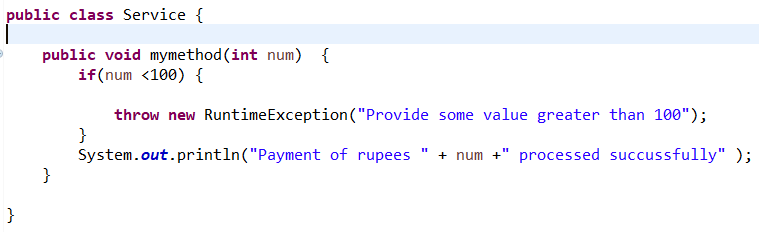 public class Service {
public void mymethod(int num)  {
if(num <100) {
throw new RuntimeException("Provide some value greater than 100");
}
System.out.println("Payment of rupees " + num +" processed succussfully" );
}
}